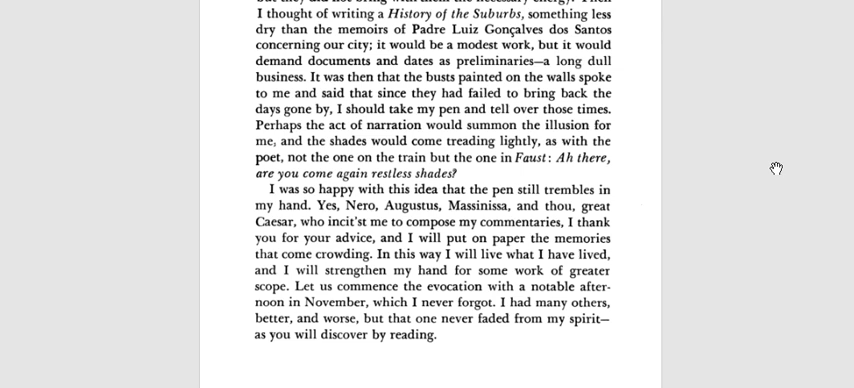 I thought of writing a History of the Suburbs, something less
dry than the memoirs of Padre Luiz Gonçalves dos Santos
concerning our city; it would be a modest work, but it would
demand documents and dates as preliminaries—a long dull
business. It was then that the busts painted on the walls spoke
to me and said that since they had failed to bring back the
days gone by, I should take my pen and tell over those times.
Perhaps the act of narration would summon the illusion for
me, and the shades would come treading lightly, as with the
poet, not the one on the train but the one in Faust: Ah there,
are you come again restless shades?
I was so happy with this idea that the pen still trembles in
my hand. Yes, Nero, Augustus, Massinissa, and thou, great
Caesar, who incit'st me to compose my commentaries, I thank
you for your advice, and I will put on paper the memories
that come crowding. In this way I will live what I have lived,
and I will strengthen my hand for some work of greater
scope. Let us commence the evocation with a notable after-
noon in November, which I never forgot. I had many others,
better, and worse, but that one never faded from my spirit—
as you will discover by reading.